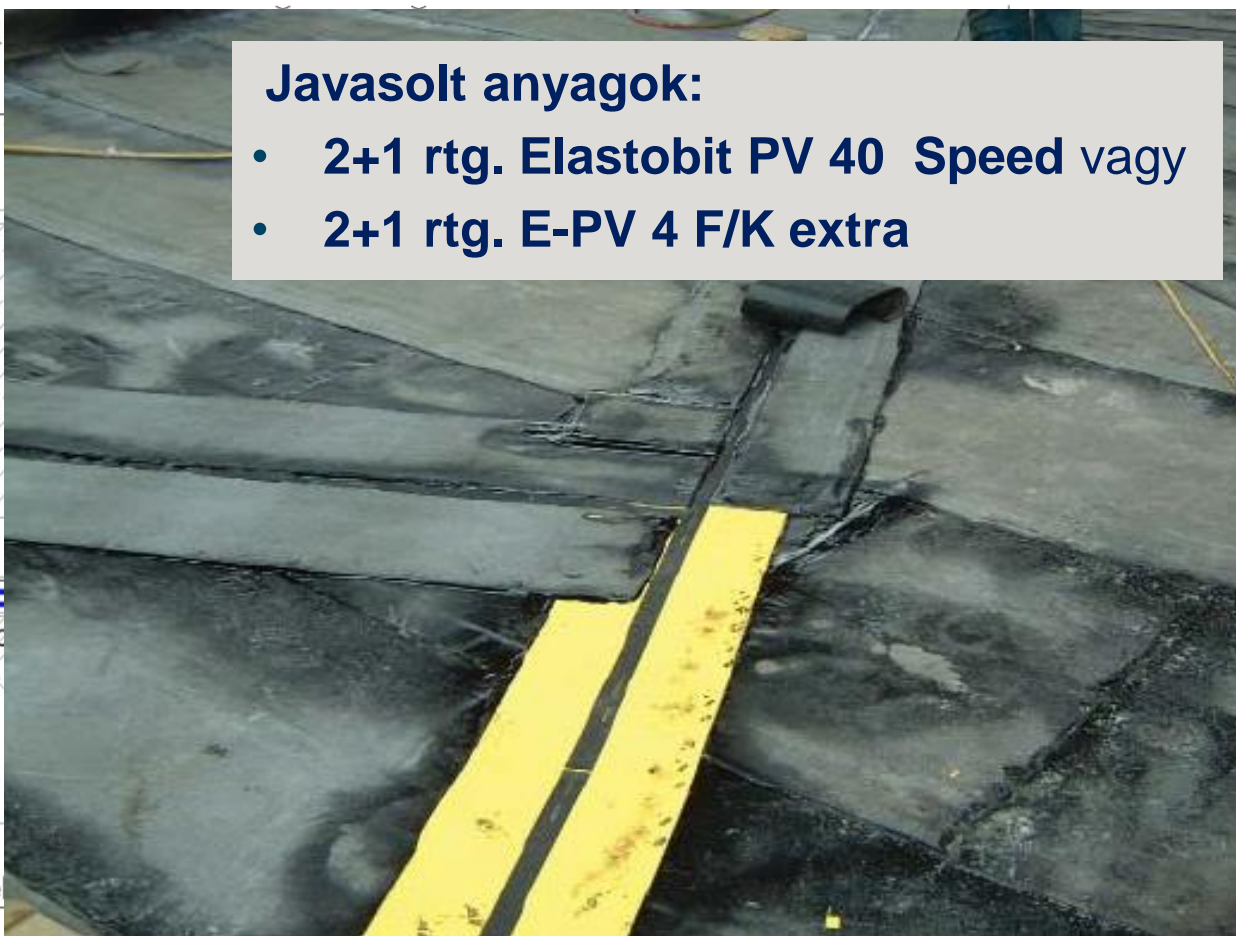 Javasolt anyagok:
• 2+1 rtg. Elastobit PV 40 Speed vagy
• 2+1 rtg. E-PV 4 F/K extra